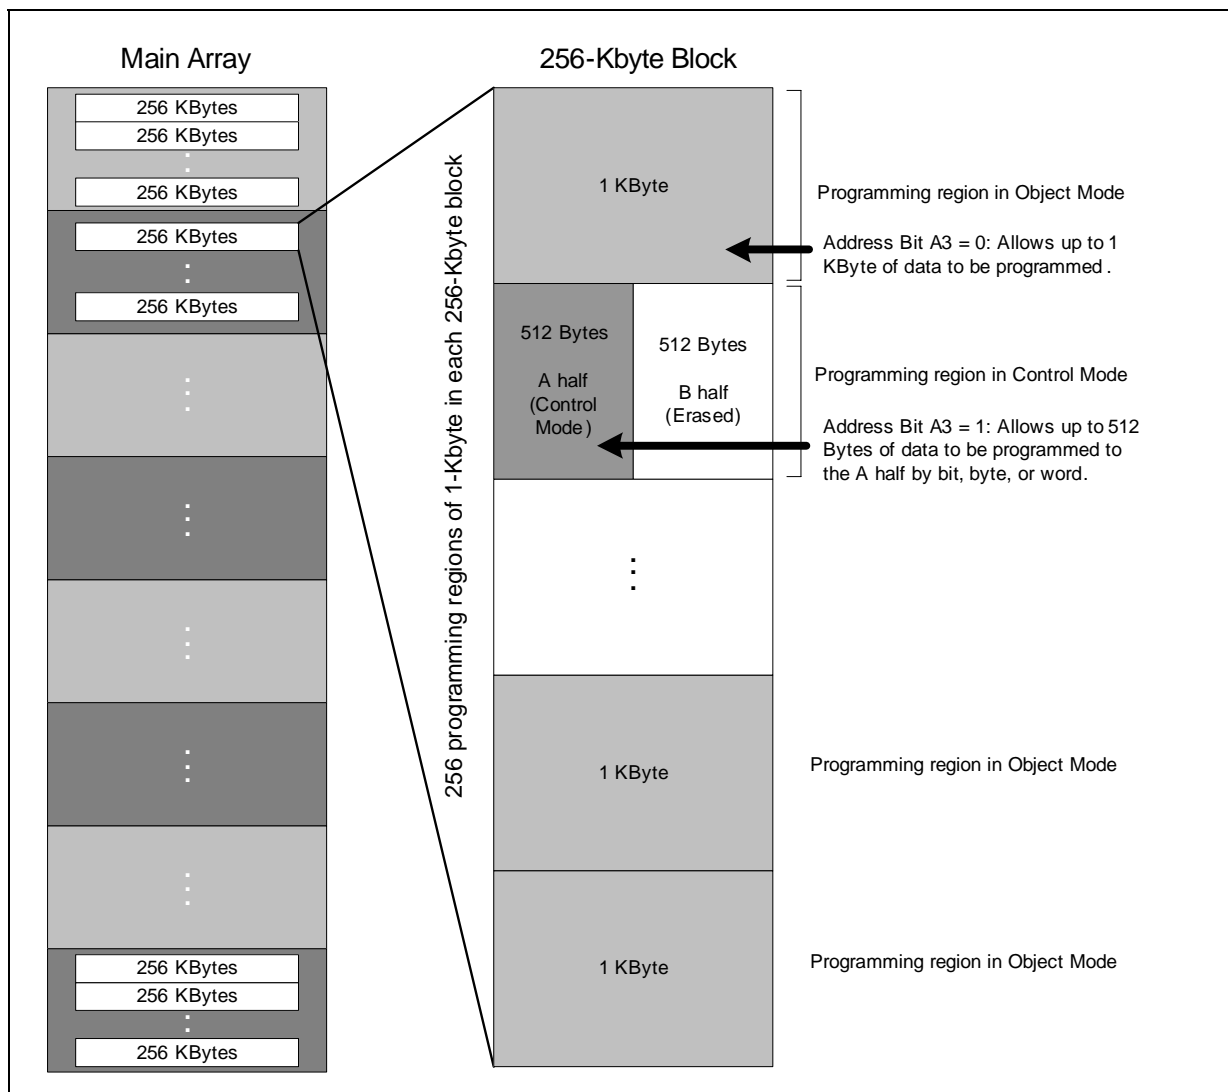 Main Array
256 KBytes
256 KBytes
256 KBytes
256 KBytes
256 KBytes
256 KBytes
256 KBytes
256 KBytes
256-Kbyte Block
256 programming regions of 1-Kbyte in each 256-Kbyte block
1 KByte
Programming region in Object Mode
Address Bit A3 = 0: Allows up to 1
KByte of data to be programmed .
512 Bytes
A half
(Control
Mode )
512 Bytes
B half
(Erased)
Programming region in Control Mode
Address Bit A3 = 1: Allows up to 512
Bytes of data to be programmed to
the A half by bit, byte, or word.
1 KByte
Programming region in Object Mode
1 KByte
Programming region in Object Mode